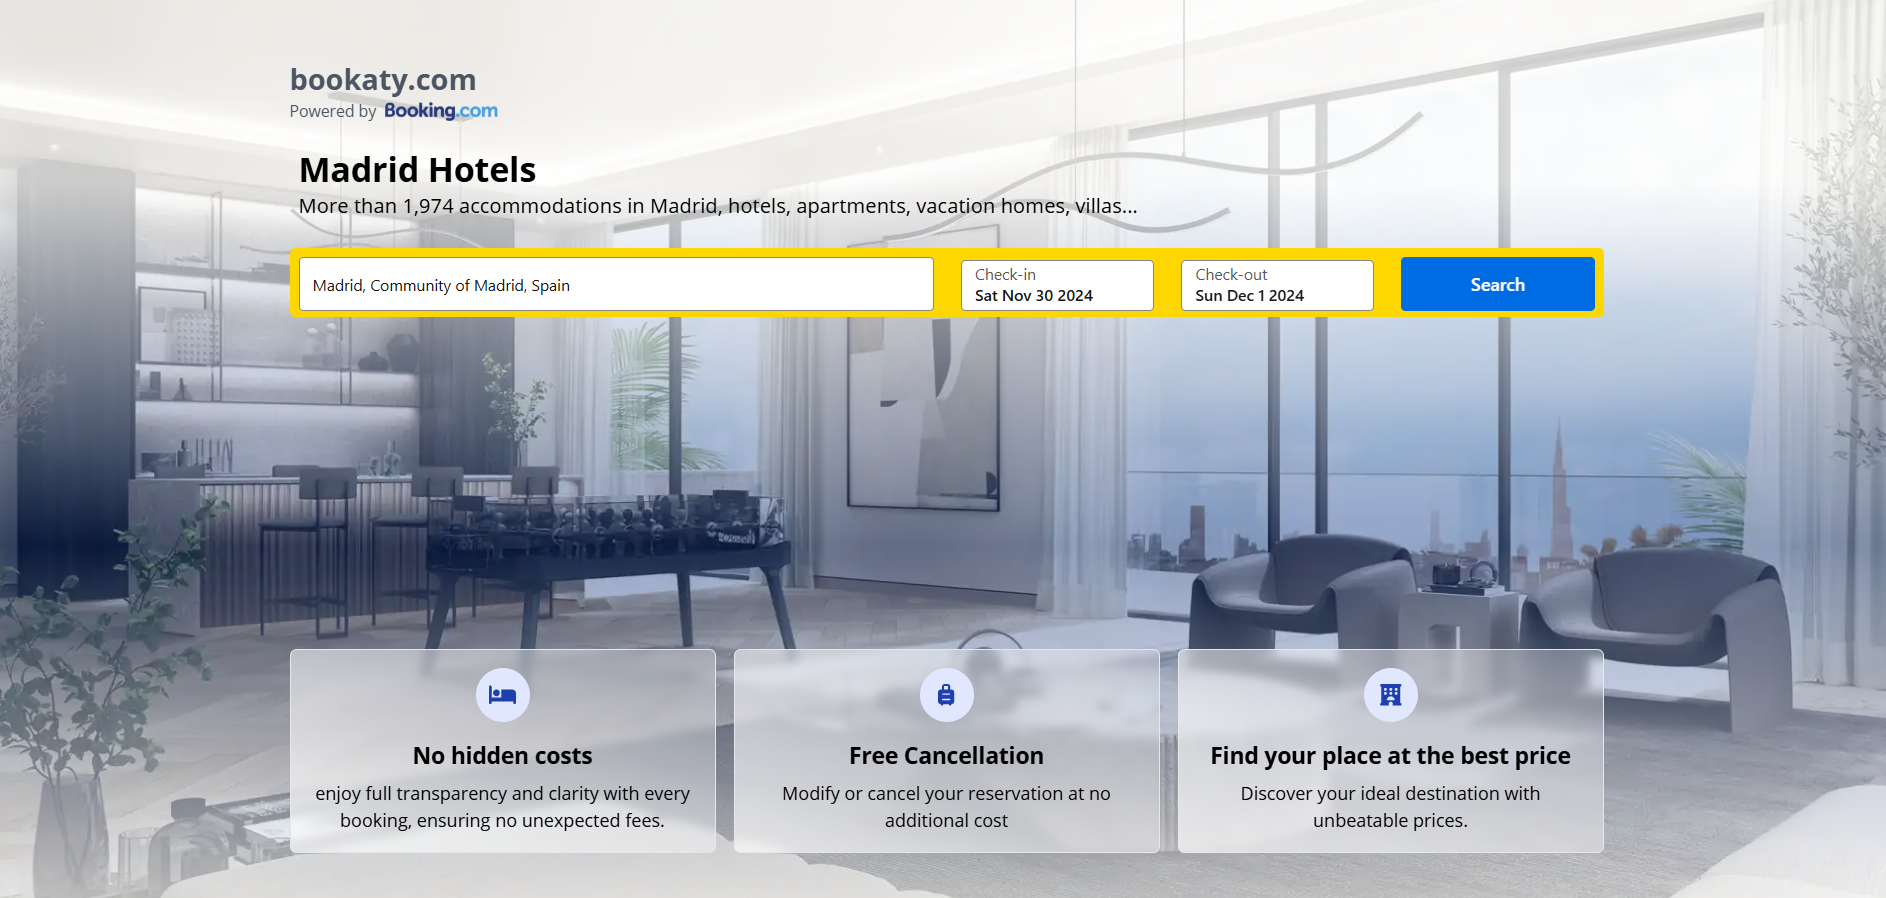 bookaty.com
Powered by Booking.com
Madrid Hotels
More than 1,974 accommodations in Madrid, hotels, apartments, vacation homes, villas...
Madrid, Community of Madrid, Spain
Check-in
Sat Nov 30 2024
Check-out
Sun Dec 1 2024
Search
No hidden costs
enjoy full transparency and clarity with every
booking, ensuring no unexpected fees.
Free Cancellation
Modify or cancel your reservation at no
additional cost
Find your place at the best price
Discover your ideal destination with
unbeatable prices.